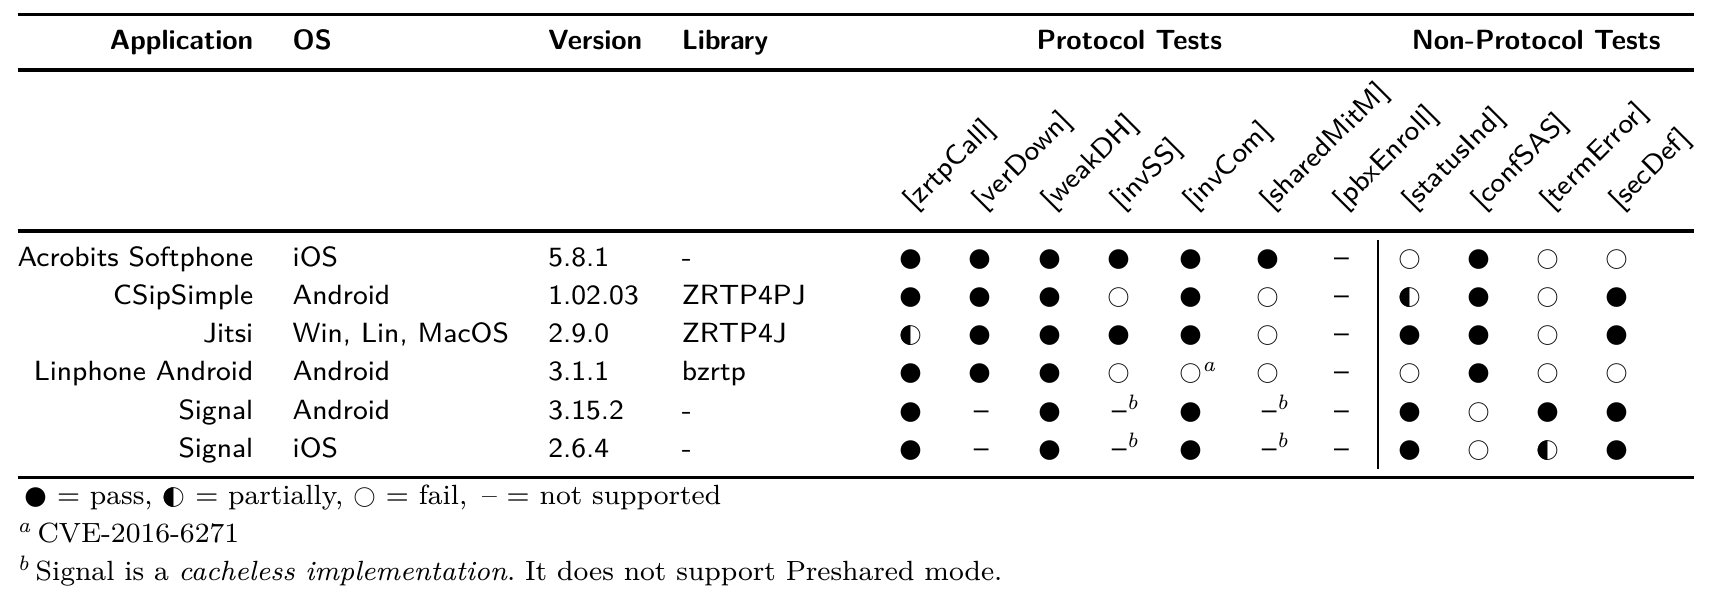 Application OS Version Library Protocol Tests Non-Protocol Tests
[zrtpCall] [verDown] [weakDH] [invSS] [invCom] [sharedMitM] [pbxEnroll] [statusInd] [confSAS] [termError] [secDef]
Acrobits Softphone iOS 5.8.1 - ● ● ● ● ● ● – ○ ● ○ ○
CSipSimple Android 1.02.03 ZRTP4PJ ● ● ● ○ ● ○ – ◐ ● ○ ●
Jitsi Win, Lin, MacOS 2.9.0 ZRTP4J ◐ ● ● ● ● ○ – ● ● ○ ●
Linphone Android Android 3.1.1 bzrtp ● ● ● ○ ○a ○ – ○ ● ○ ○
Signal Android 3.15.2 - ● – ● –b ● –b – ● ○ ● ●
Signal iOS 2.6.4 - ● – ● –b ● –b – ● ○ ◐ ●
● = pass, ◐ = partially, ○ = fail, – = not supported
a CVE-2016-6271
b Signal is a cacheless implementation. It does not support Preshared mode.